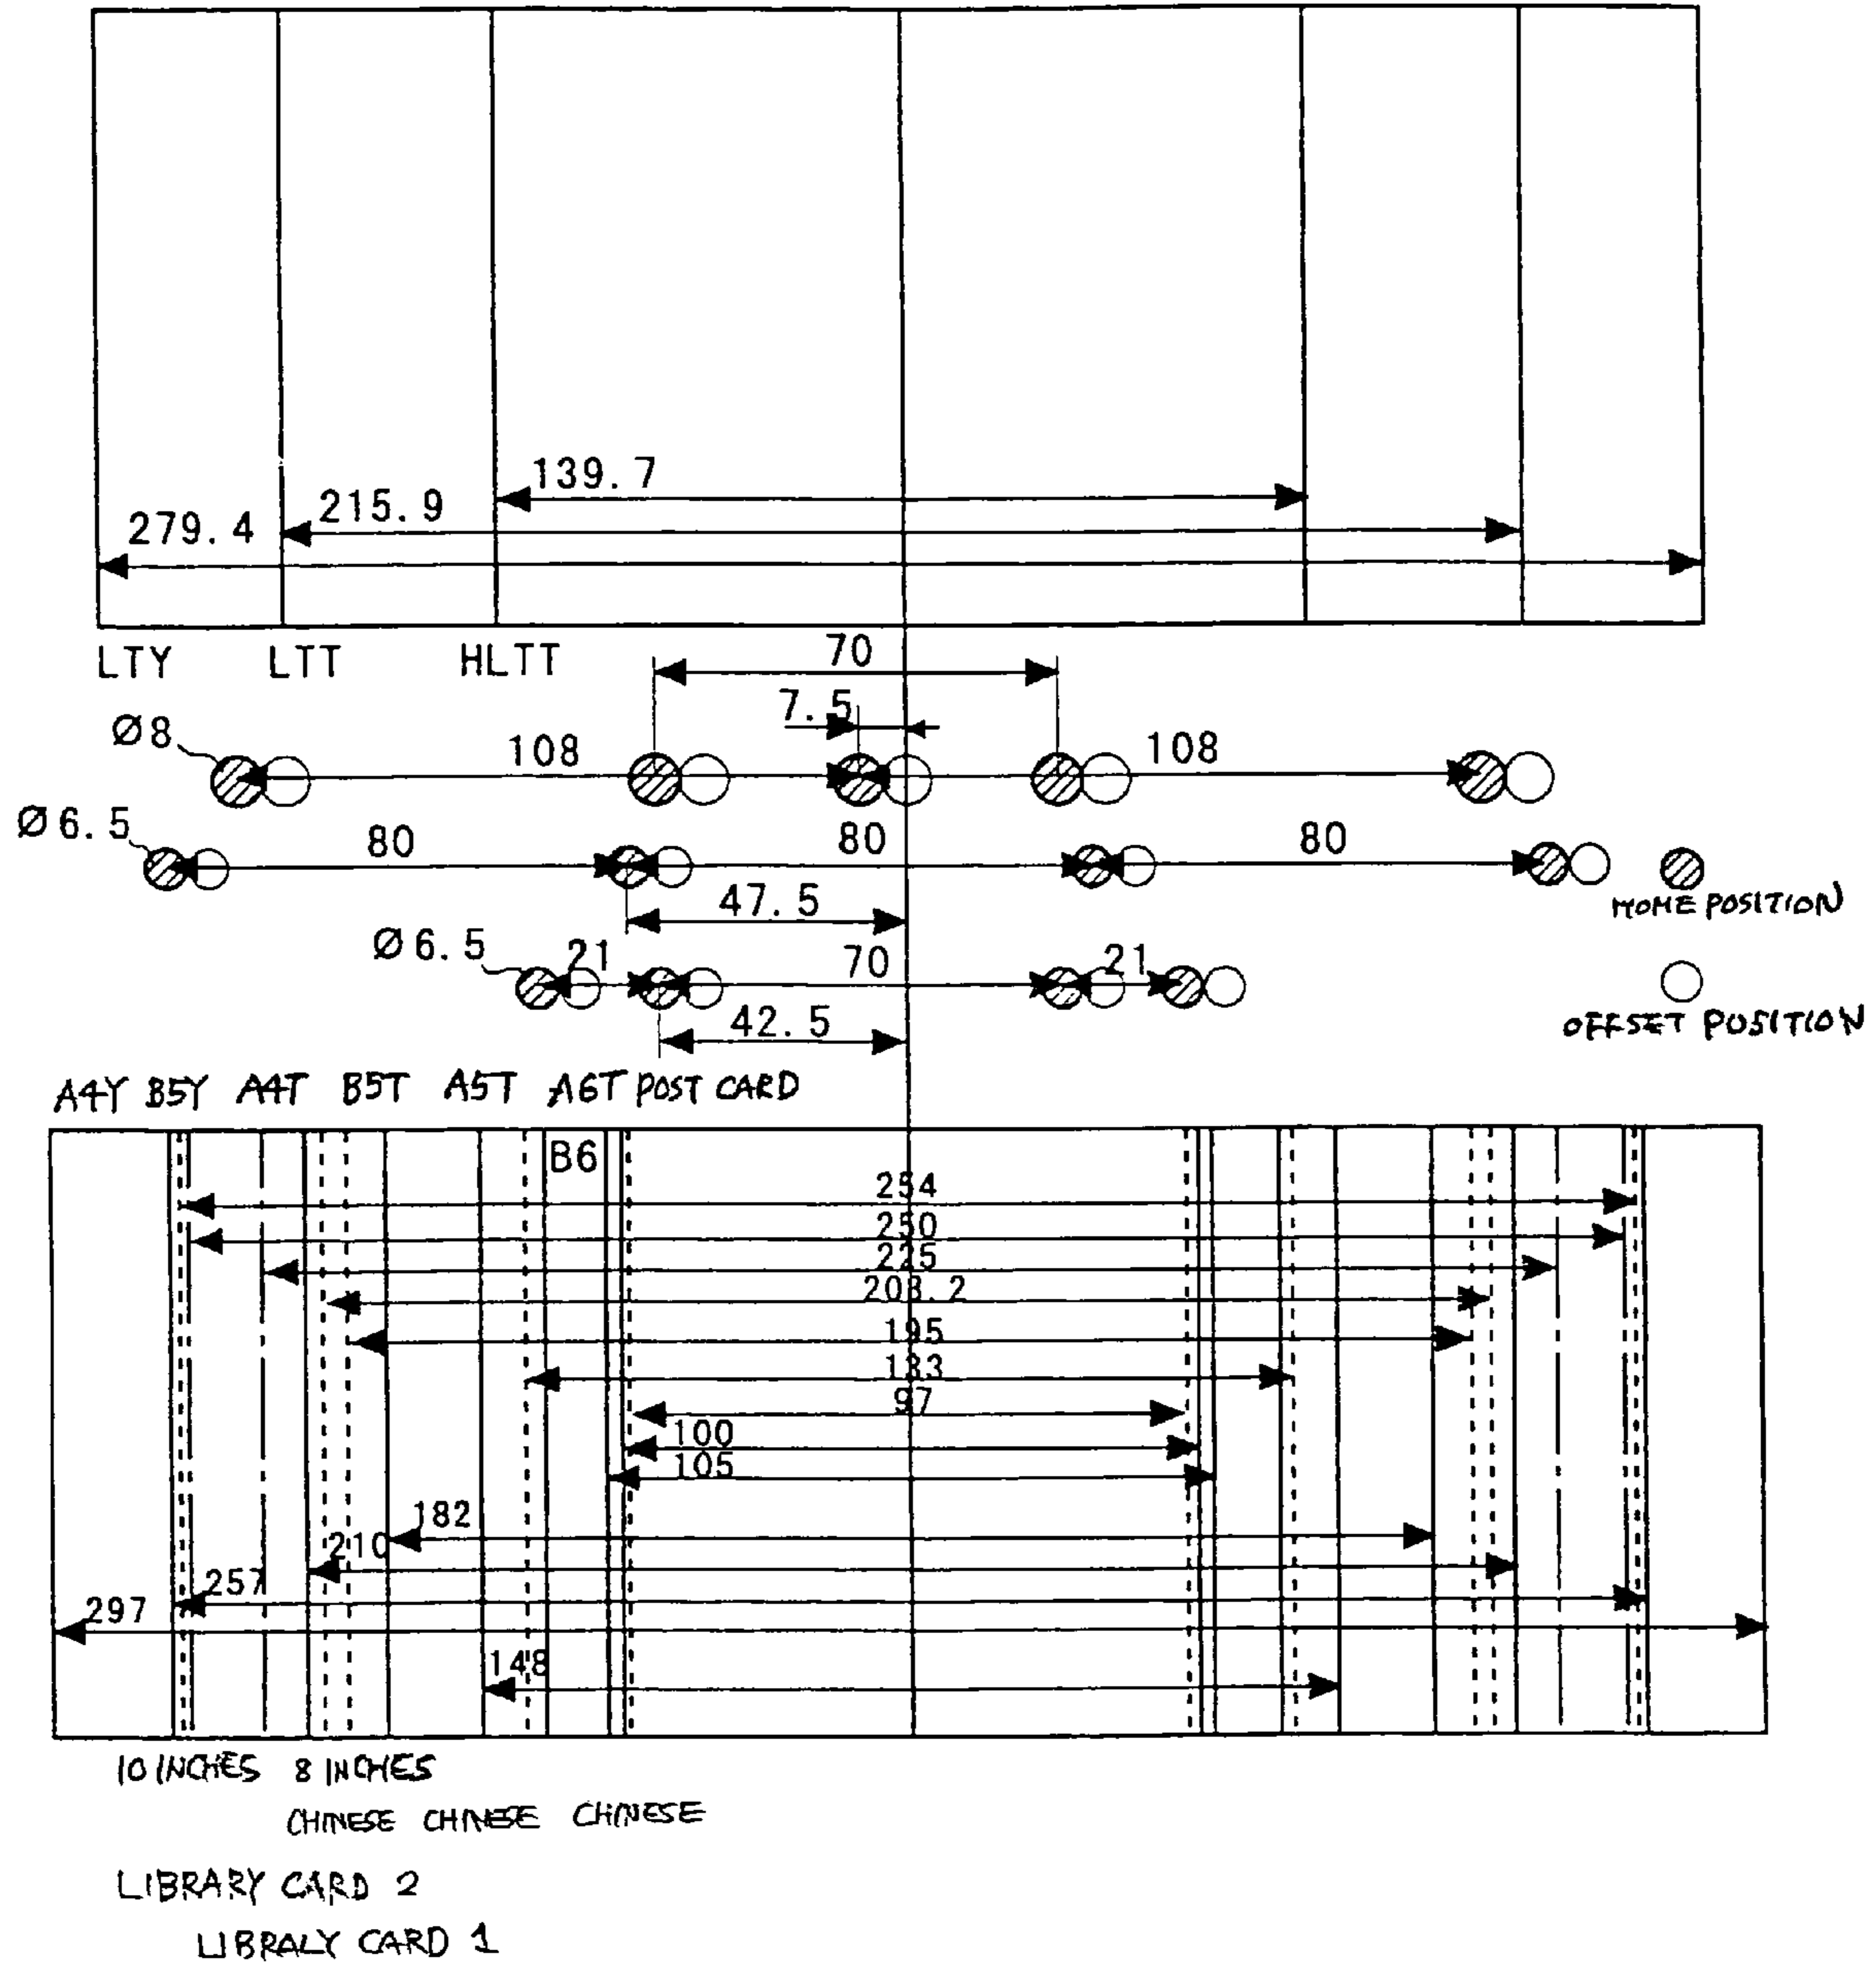 139.7
215.9
279.4
LTY LTT HLTT
70
7.5
Ø8 108 108
Ø6.5 80 80 80
47.5
HOME POSITION
Ø6.5 21 70 21
42.5
OFFSET POSITION
A4Y B5Y A4T B5T A5T A6T POST CARD
B6
254
250
225
203.2
195
133
97
100
105
182
210
257
297
148
10 INCHES 8 INCHES
CHINESE CHINESE CHINESE
LIBRARY CARD 2
LIBRALY CARD 1